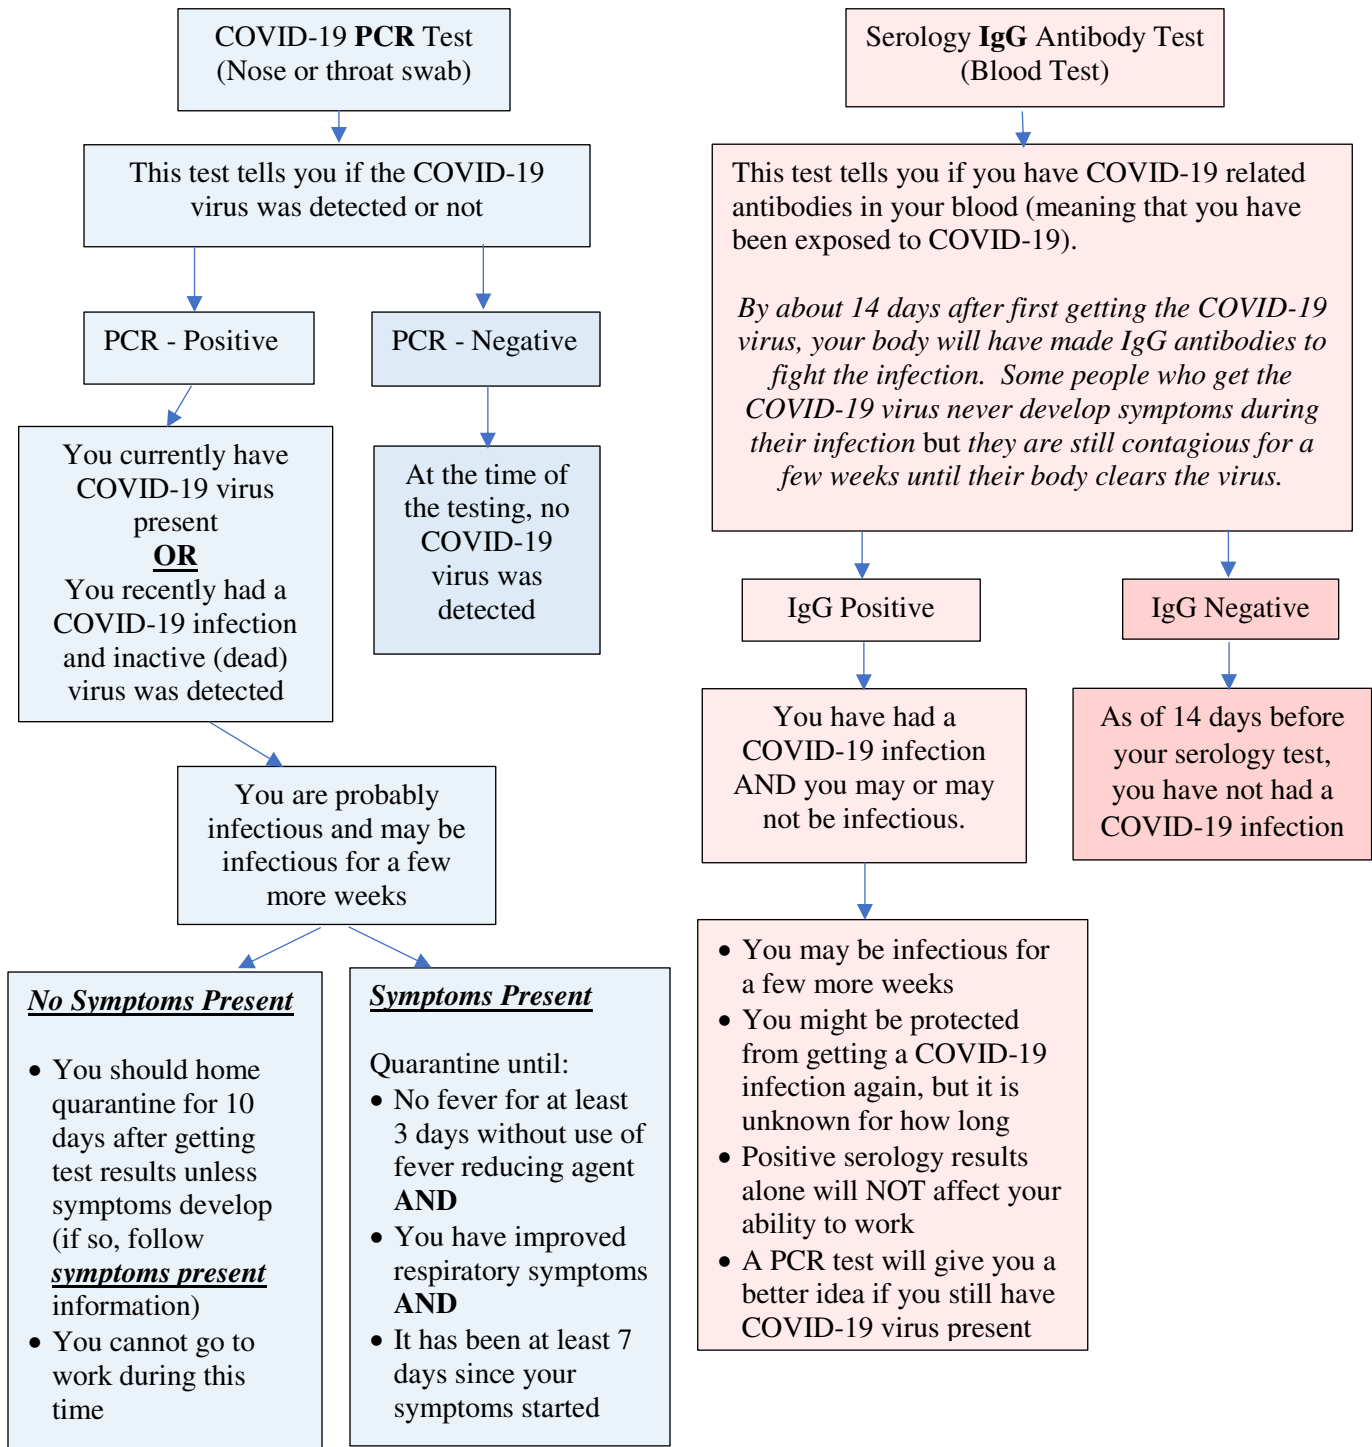 COVID-19 PCR Test
(Nose or throat swab)
This test tells you if the COVID-19
virus was detected or not
PCR - Positive
PCR - Negative
You currently have
COVID-19 virus
present
OR
You recently had a
COVID-19 infection
and inactive (dead)
virus was detected
At the time of
the testing, no
COVID-19
virus was
detected
You are probably
infectious and may be
infectious for a few
more weeks
No Symptoms Present
• You should home
quarantine for 10
days after getting
test results unless
symptoms develop
(if so, follow
symptoms present
information)
• You cannot go to
work during this
time
Symptoms Present
Quarantine until:
• No fever for at least
3 days without use of
fever reducing agent
AND
• You have improved
respiratory symptoms
AND
• It has been at least 7
days since your
symptoms started
Serology IgG Antibody Test
(Blood Test)
This test tells you if you have COVID-19 related
antibodies in your blood (meaning that you have
been exposed to COVID-19).
By about 14 days after first getting the COVID-19
virus, your body will have made IgG antibodies to
fight the infection. Some people who get the
COVID-19 virus never develop symptoms during
their infection but they are still contagious for a
few weeks until their body clears the virus.
IgG Positive
IgG Negative
You have had a
COVID-19 infection
AND you may or may
not be infectious.
As of 14 days before
your serology test,
you have not had a
COVID-19 infection
• You may be infectious for
a few more weeks
• You might be protected
from getting a COVID-19
infection again, but it is
unknown for how long
• Positive serology results
alone will NOT affect your
ability to work
• A PCR test will give you a
better idea if you still have
COVID-19 virus present